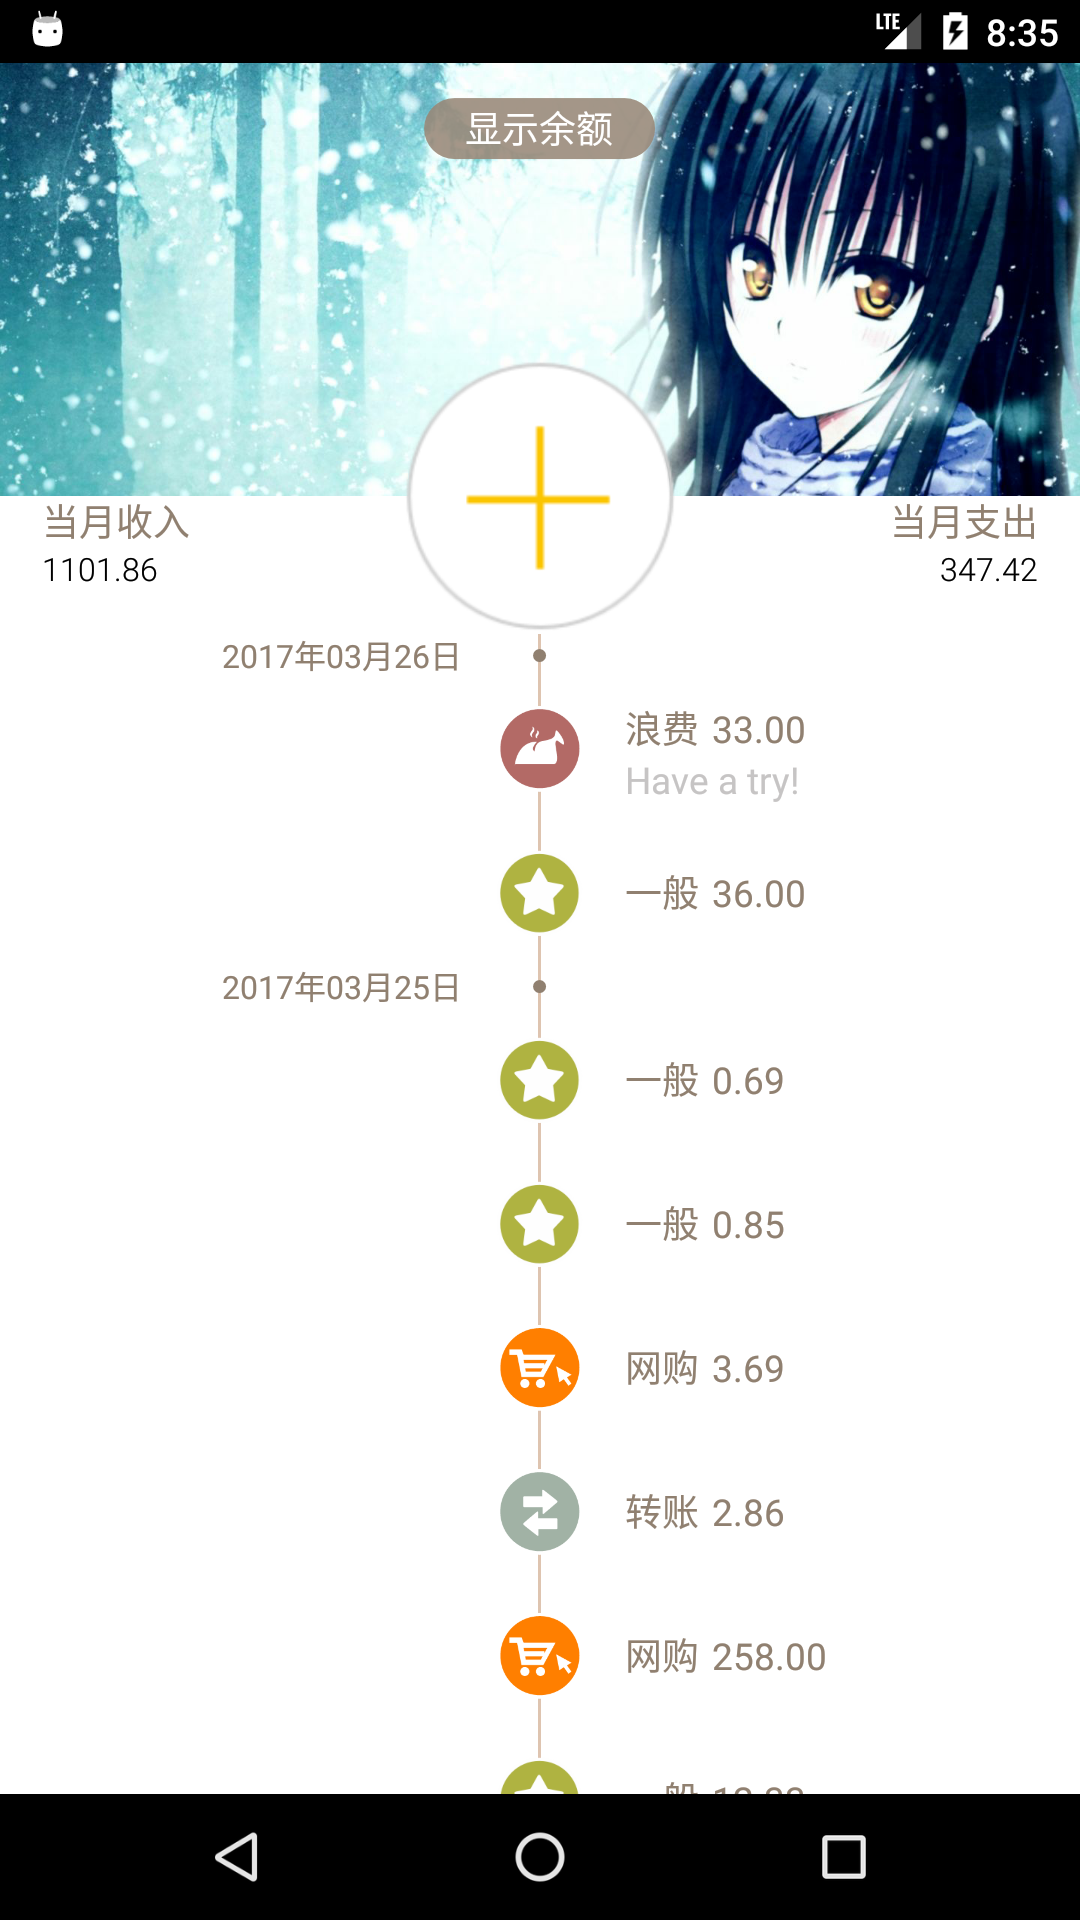 LTE 8:35
显示余额
当月收入 当月支出
1101.86 347.42
2017年03月26日
浪费 33.00
Have a try!
一般 36.00
2017年03月25日
一般 0.69
一般 0.85
网购 3.69
转账 2.86
网购 258.00
一般